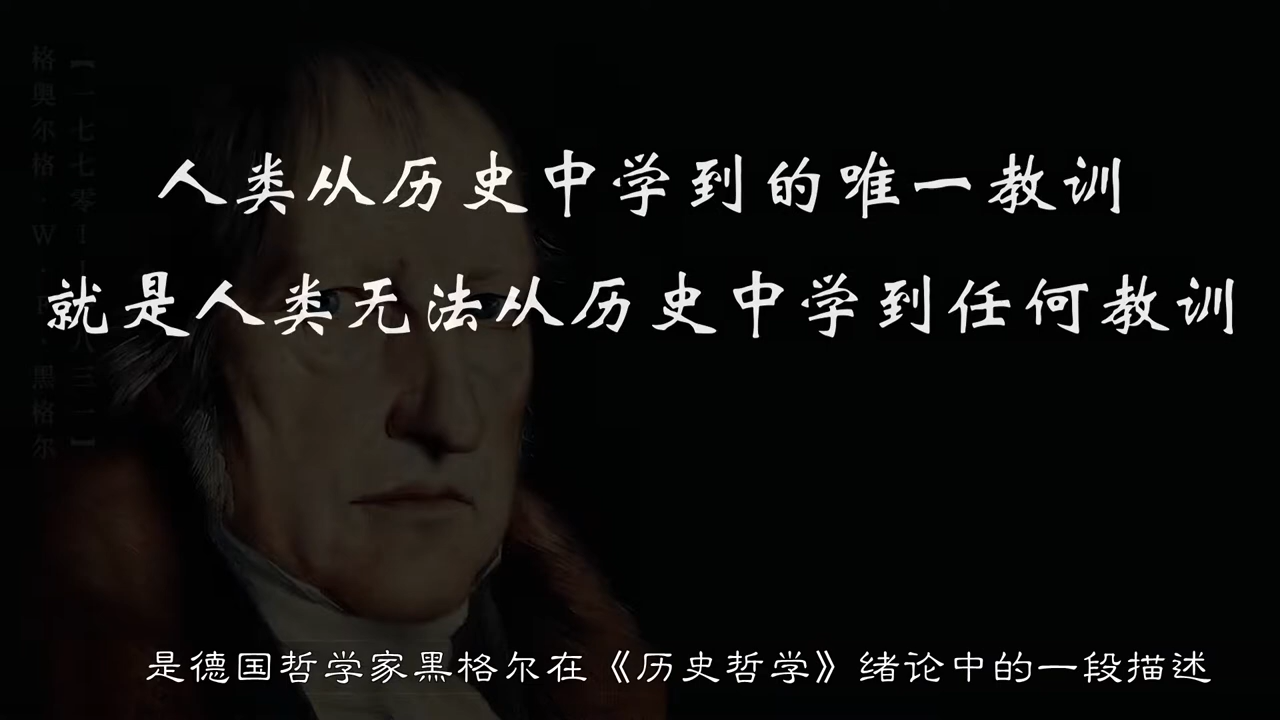 人类从历史中学到的唯一教训
就是人类无法从历史中学到任何教训
是德国哲学家黑格尔在《历史哲学》绪论中的一段描述